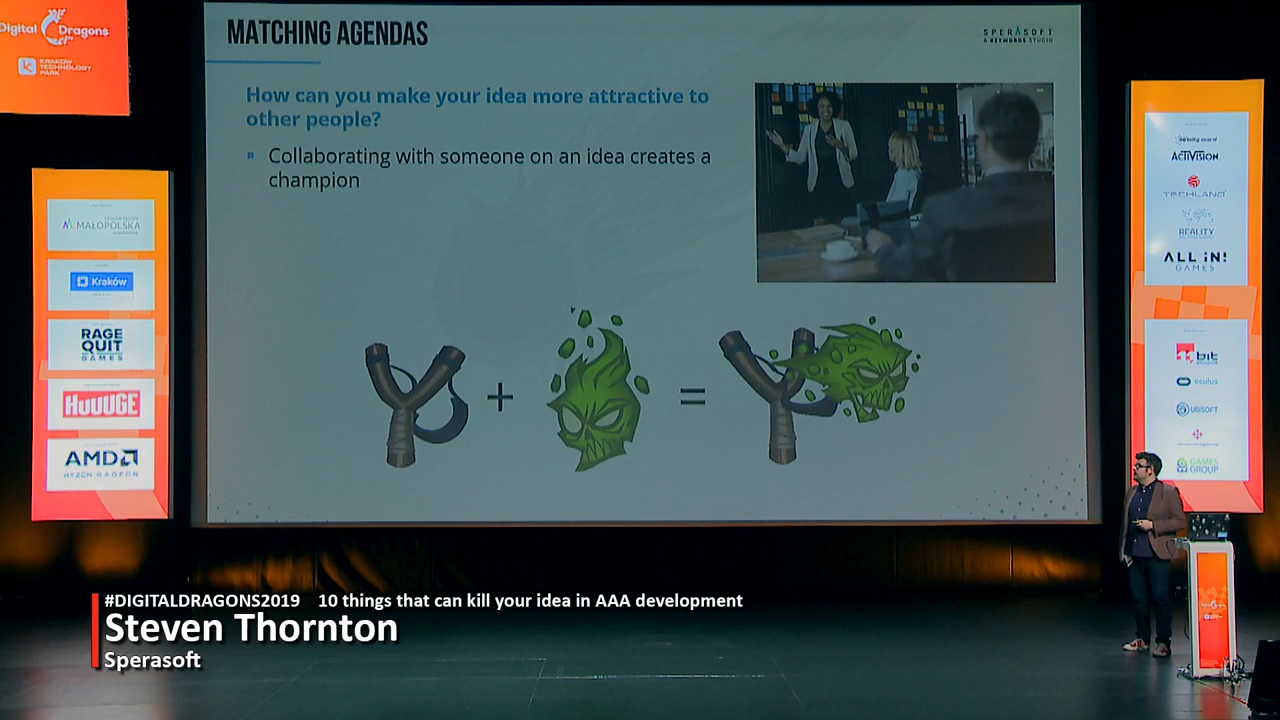 Digital Dragons
KRAKOW
TECHNOLOGY
PARK
MATCHING AGENDAS
SPERASOFT
A KEYWORDS STUDIO
How can you make your idea more attractive to
other people?
Collaborating with someone on an idea creates a
champion
+
=
MAŁOPOLSKA
Kraków
RAGE
QUIT
GAMES
HUUUGE
AMD
RYZEN RADEON
ACTIVISION
TECHLAND
REALITY
ALL iN!
GAMES
11 bit
oculus
UBISOFT
GAMES
GROUP
#DIGITALDRAGONS2019 10 things that can kill your idea in AAA development
Steven Thornton
Sperasoft